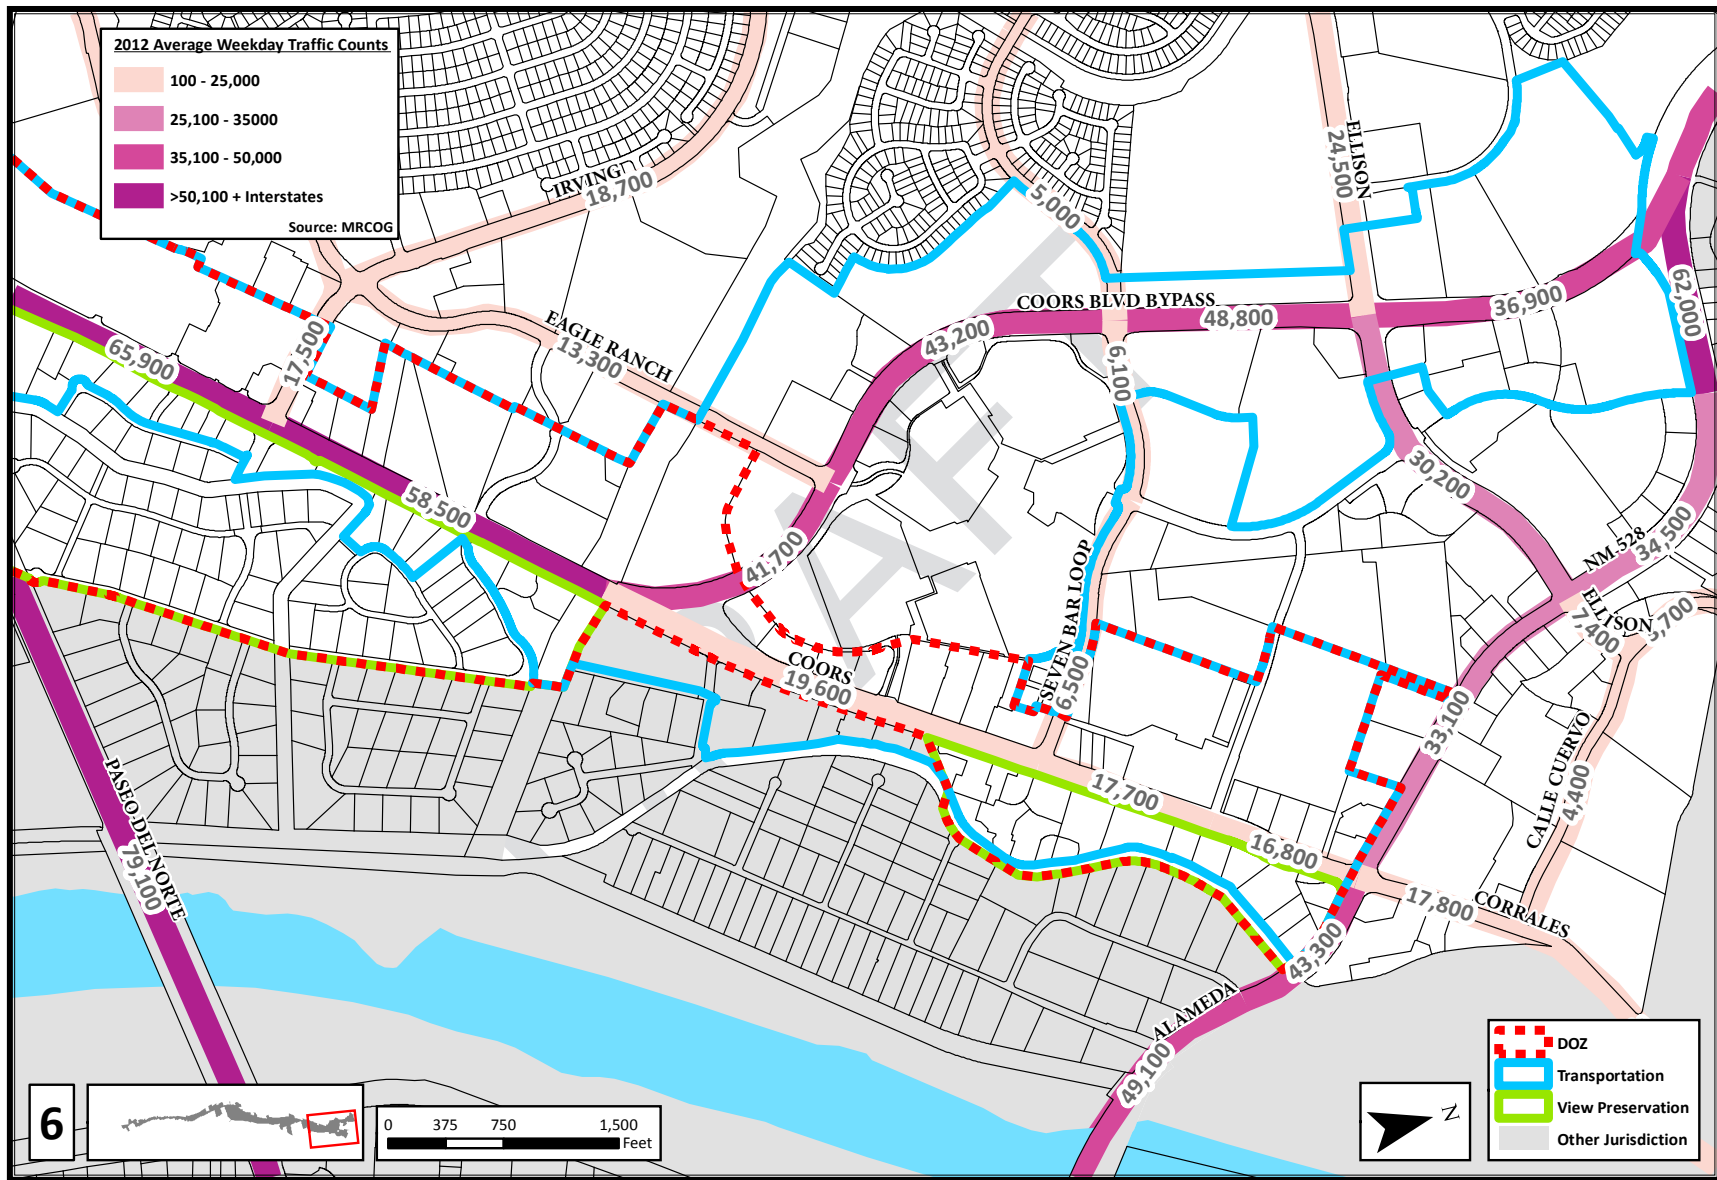 2012 Average Weekday Traffic Counts
100 - 25,000
25,100 - 35000
35,100 - 50,000
>50,100 + Interstates
Source: MRCOG
IRVING
18,700
5,000
ELLISON
24,500
COORS BLVD BYPASS
43,200
48,800
36,900
62,000
65,900
17,500
EAGLE RANCH
13,300
6,100
58,500
41,700
30,200
NM 528
34,500
ELLISON
7,400
3,700
SEVEN BAR LOOP
6,500
COORS
19,600
33,100
CALLE CUERVO
4,400
17,700
16,800
17,800
CORRALES
PASEO DEL NORTE
79,100
43,300
ALAMEDA
49,100
DRAFT
6
0 375 750 1,500
Feet
N
DOZ
Transportation
View Preservation
Other Jurisdiction